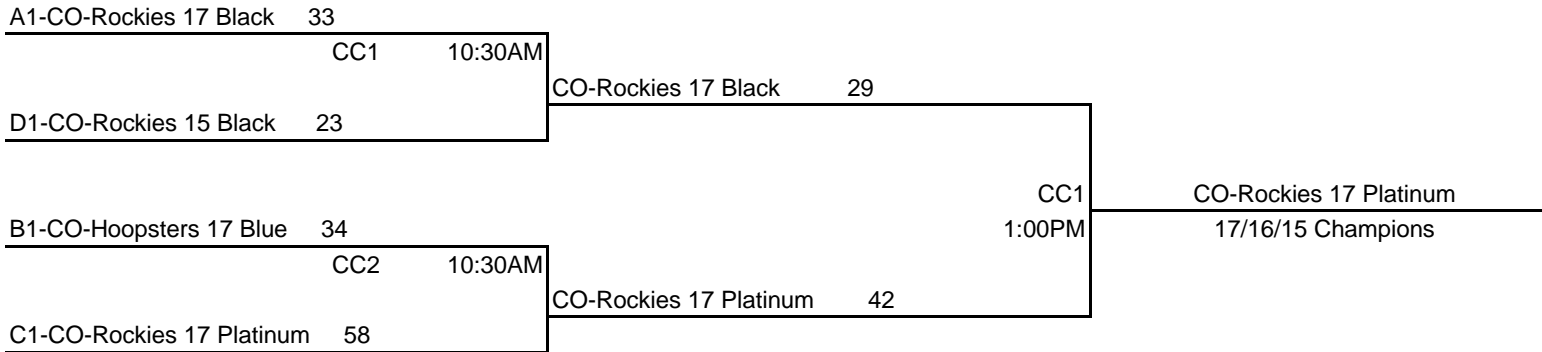 A1-CO-Rockies 17 Black 33
CC1 10:30AM
CO-Rockies 17 Black 29
D1-CO-Rockies 15 Black 23
CC1 CO-Rockies 17 Platinum
B1-CO-Hoopsters 17 Blue 34 1:00PM 17/16/15 Champions
CC2 10:30AM
CO-Rockies 17 Platinum 42
C1-CO-Rockies 17 Platinum 58